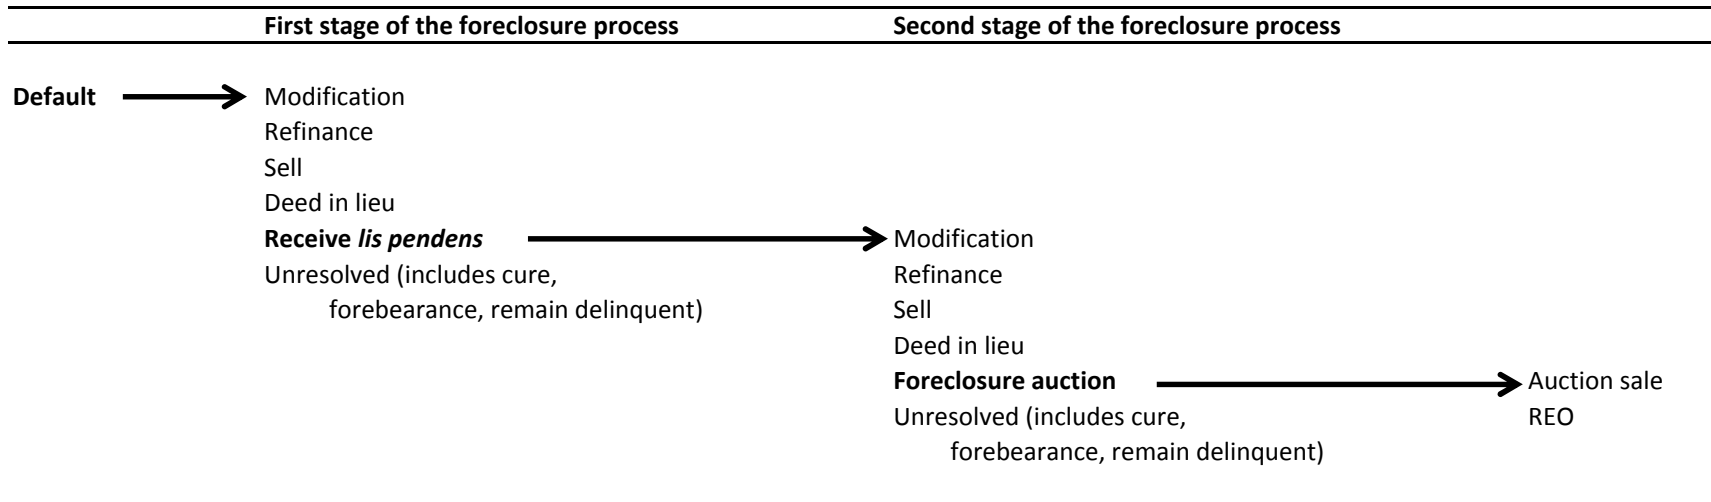 First stage of the foreclosure process Second stage of the foreclosure process
Default Modification
Refinance
Sell
Deed in lieu
Receive lis pendens Modification
Unresolved (includes cure, Refinance
forebearance, remain delinquent) Sell
Deed in lieu
Foreclosure auction Auction sale
Unresolved (includes cure, REO
forebearance, remain delinquent)